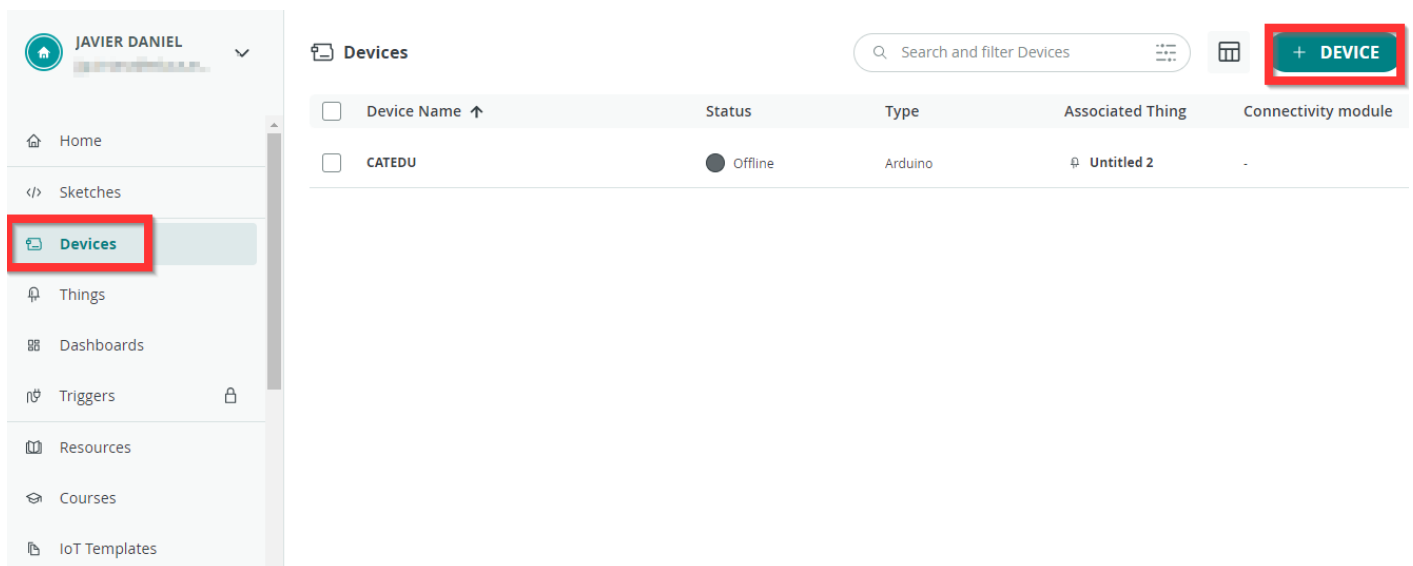 JAVIER DANIEL
Home
Sketches
Devices
Things
Dashboards
Triggers
Resources
Courses
IoT Templates
Devices
Search and filter Devices
+ DEVICE
Device Name ↑ Status Type Associated Thing Connectivity module
CATEDU Offline Arduino Untitled 2 -